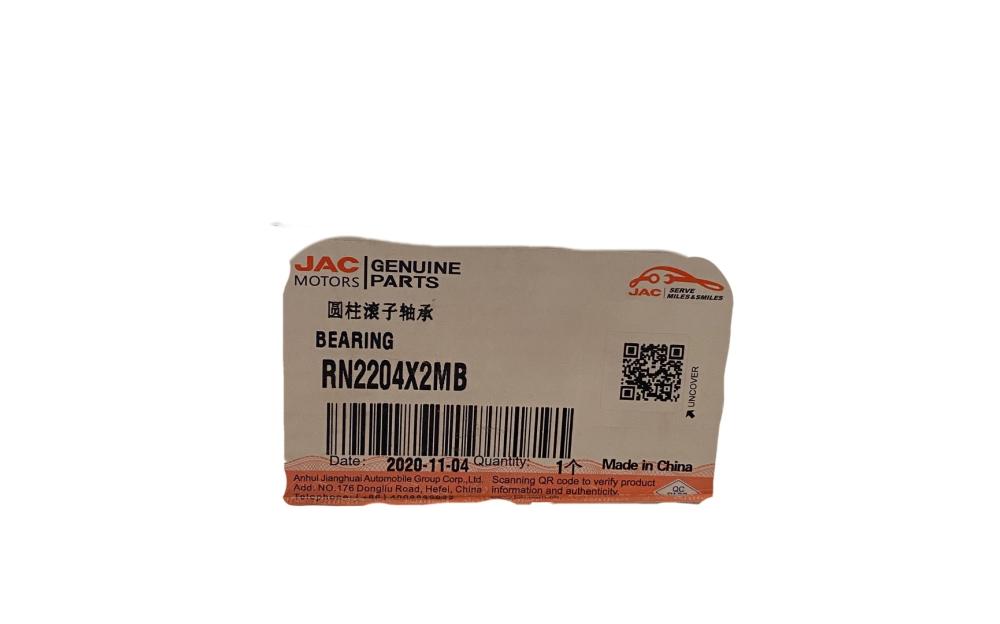 JAC
MOTORS
GENUINE
PARTS
JAC
SERVE
MILES&SMILES
圆柱滚子轴承
BEARING
RN2204X2MB
UNCOVER
Date: 2020-11-04 Quantity: 1个 Made in China
Anhui Jianghuai Automobile Group Corp.,Ltd.
Add. NO.176 Dongliu Road, Hefei, China
Scanning QR code to verify product
information and authenticity.
QC